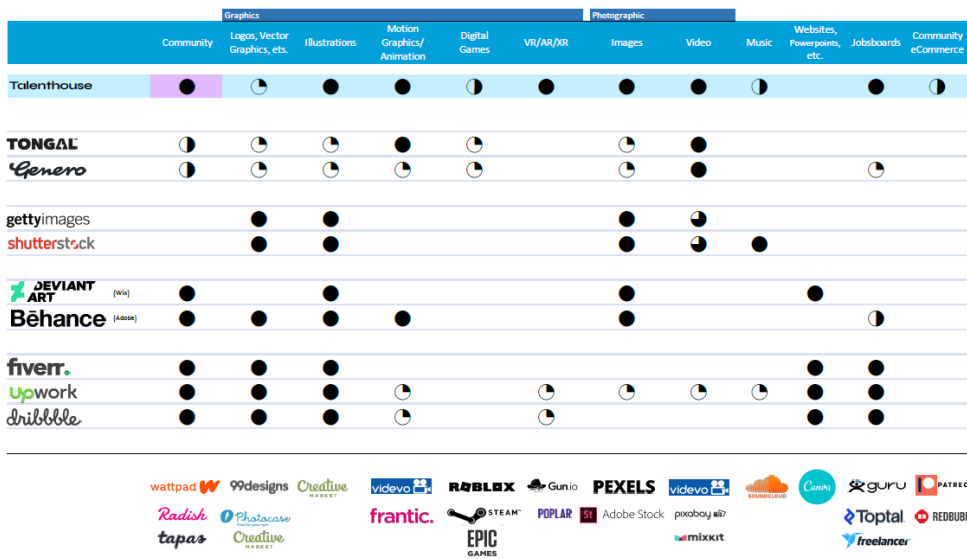 Graphics Photographic
Community Logos, Vector Graphics, ets. Illustrations Motion Graphics/ Animation Digital Games VR/AR/XR Images Video Music Websites, Powerpoints, etc. Jobsboards Community eCommerce
Talenthouse
TONGAL
Genero
gettyimages
shutterstock
DEVIANT ART (Wix)
Bēhance (Adobe)
fiverr.
upwork
dribbble
wattpad 99designs Creative MARKET videvo ROBLOX Gun.io PEXELS videvo SOUNDCLOUD Canva guru PATREO
Radish Photocase frantic. STEAM POPLAR St Adobe Stock pixabay Toptal REDBUBB
tapas Creative MARKET EPIC GAMES mixkit freelancer